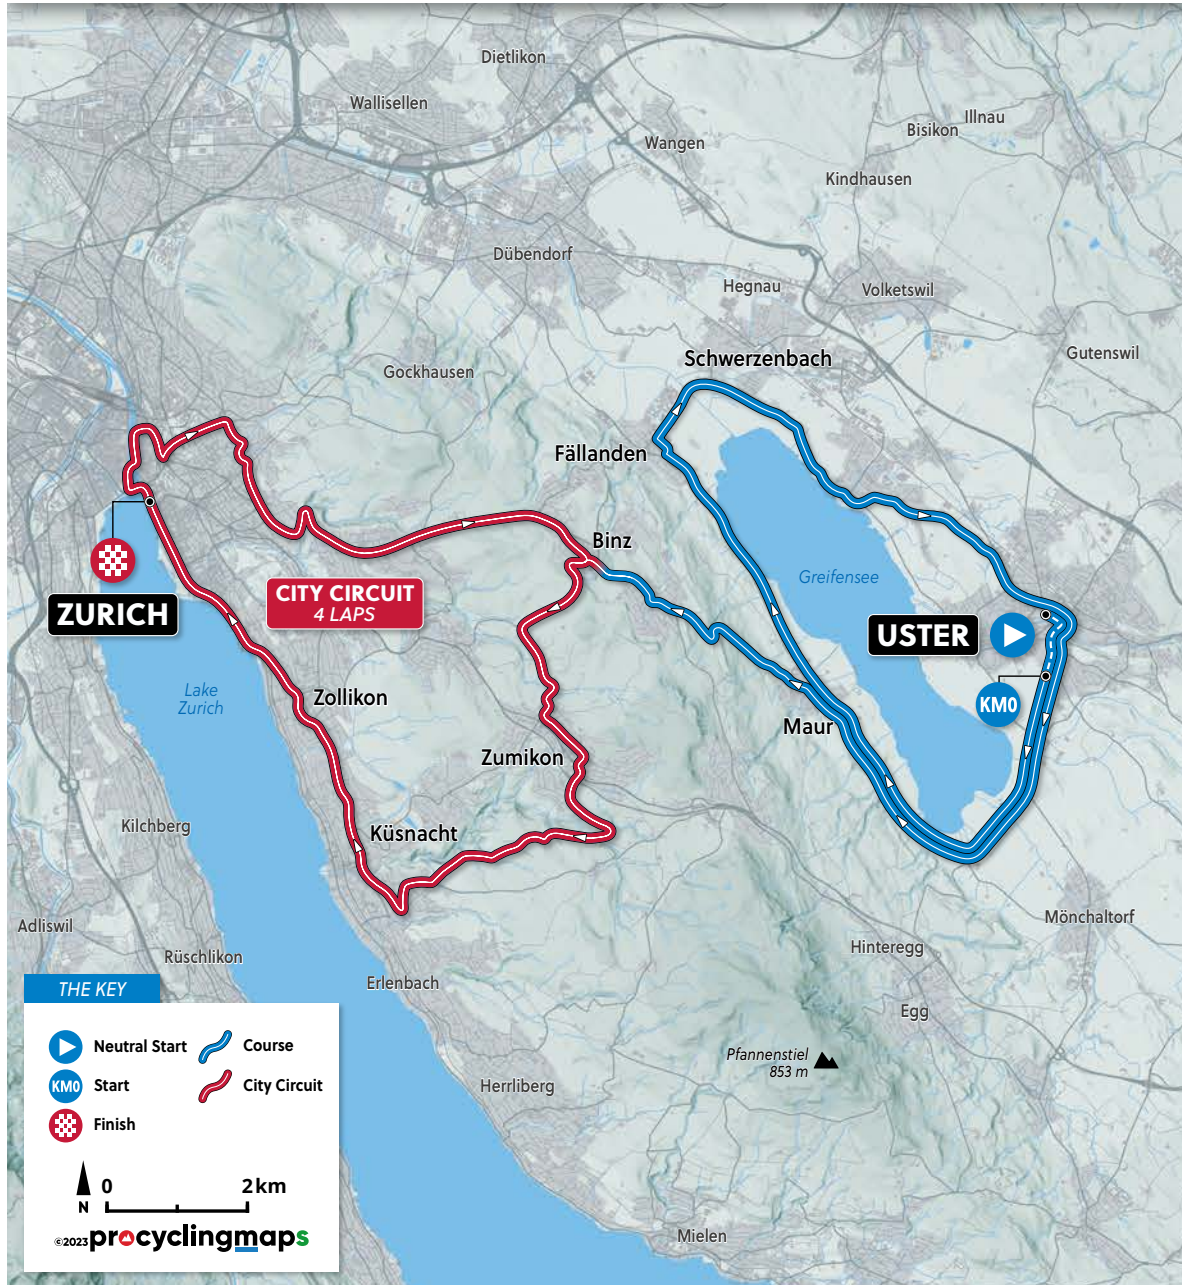 Dietlikon
Wallisellen
Illnau
Bisikon
Wangen
Kindhausen
Dübendorf
Hegnau
Volketswil
Gutenswil
Schwerzenbach
Gockhausen
Fällanden
Binz
Greifensee
CITY CIRCUIT
4 LAPS
ZURICH
USTER
KM0
Lake
Zurich
Zollikon
Maur
Zumikon
Kilchberg
Küsnacht
Adliswil
Rüschlikon
Mönchaltorf
Hinteregg
Erlenbach
Egg
Pfannenstiel
853 m
Herrliberg
Mielen
THE KEY
Neutral Start
Course
KM0
Start
City Circuit
Finish
N
0
2 km
©2023 procyclingmaps